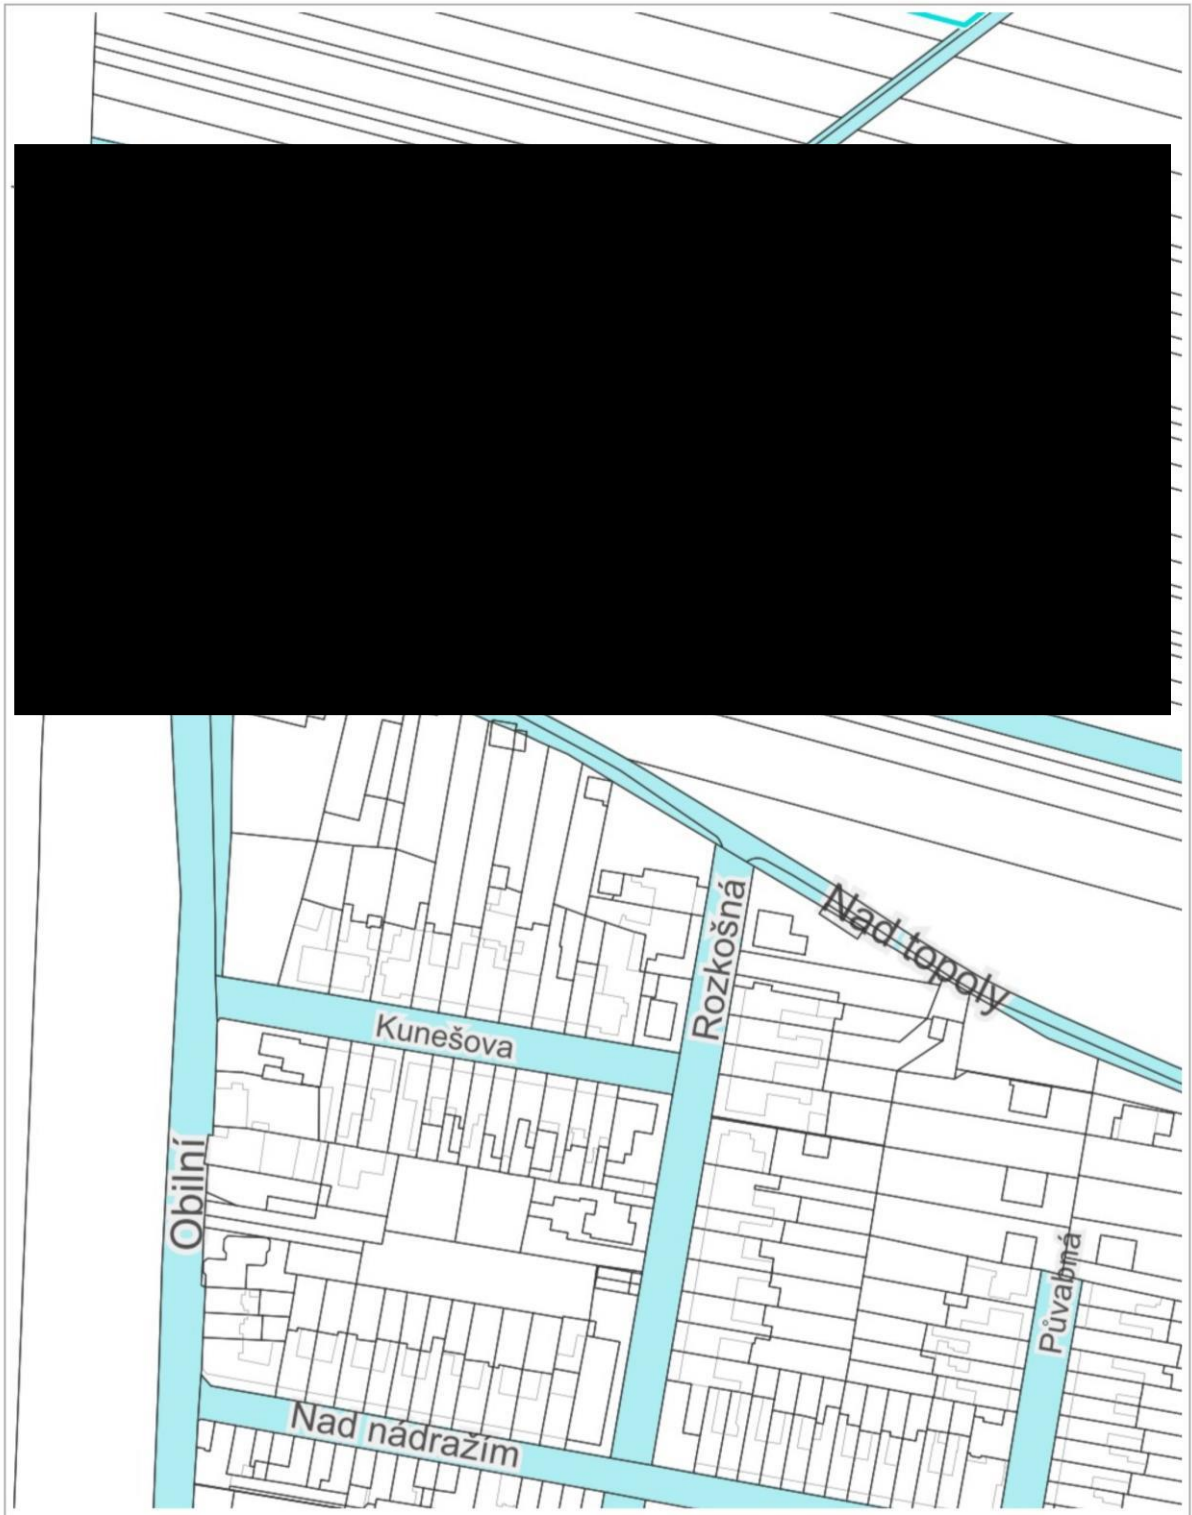 Nad topoly
Rozkošná
Kunešova
Obilní
Půvabná
Nad nádražím